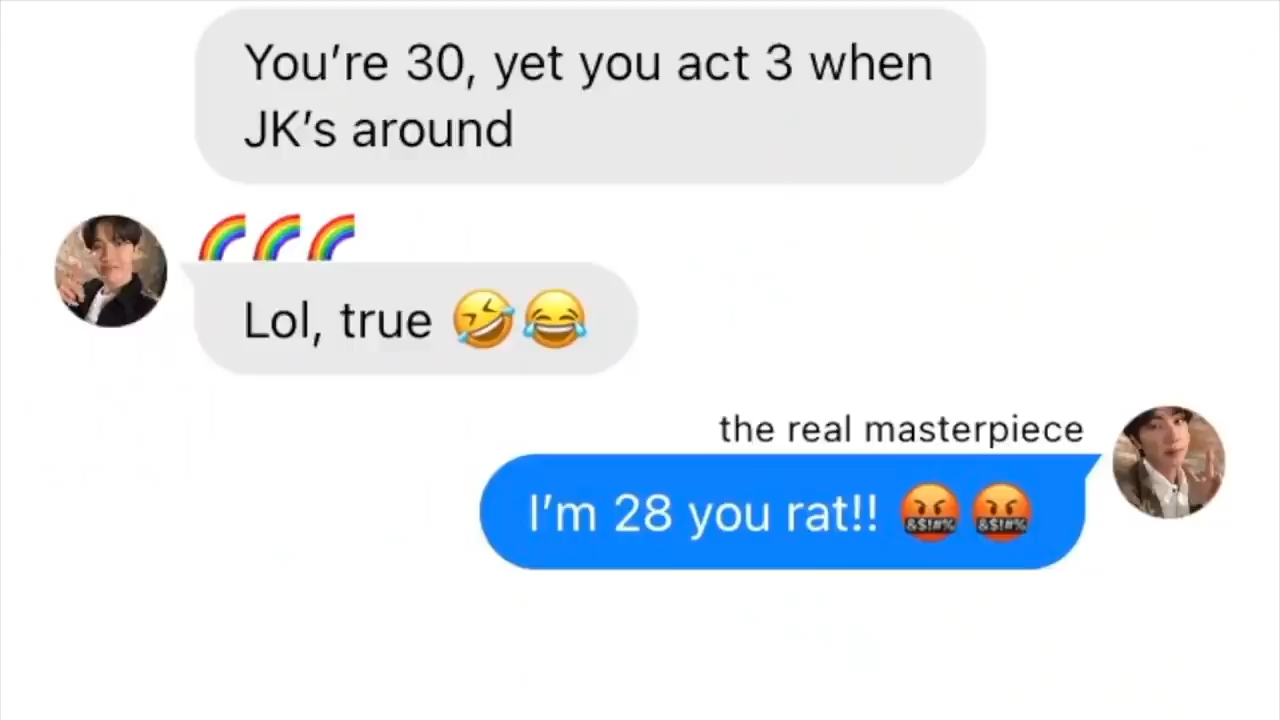 You’re 30, yet you act 3 when
JK’s around
🌈🌈🌈
Lol, true 🤣😂
the real masterpiece
I’m 28 you rat!! 🤬🤬